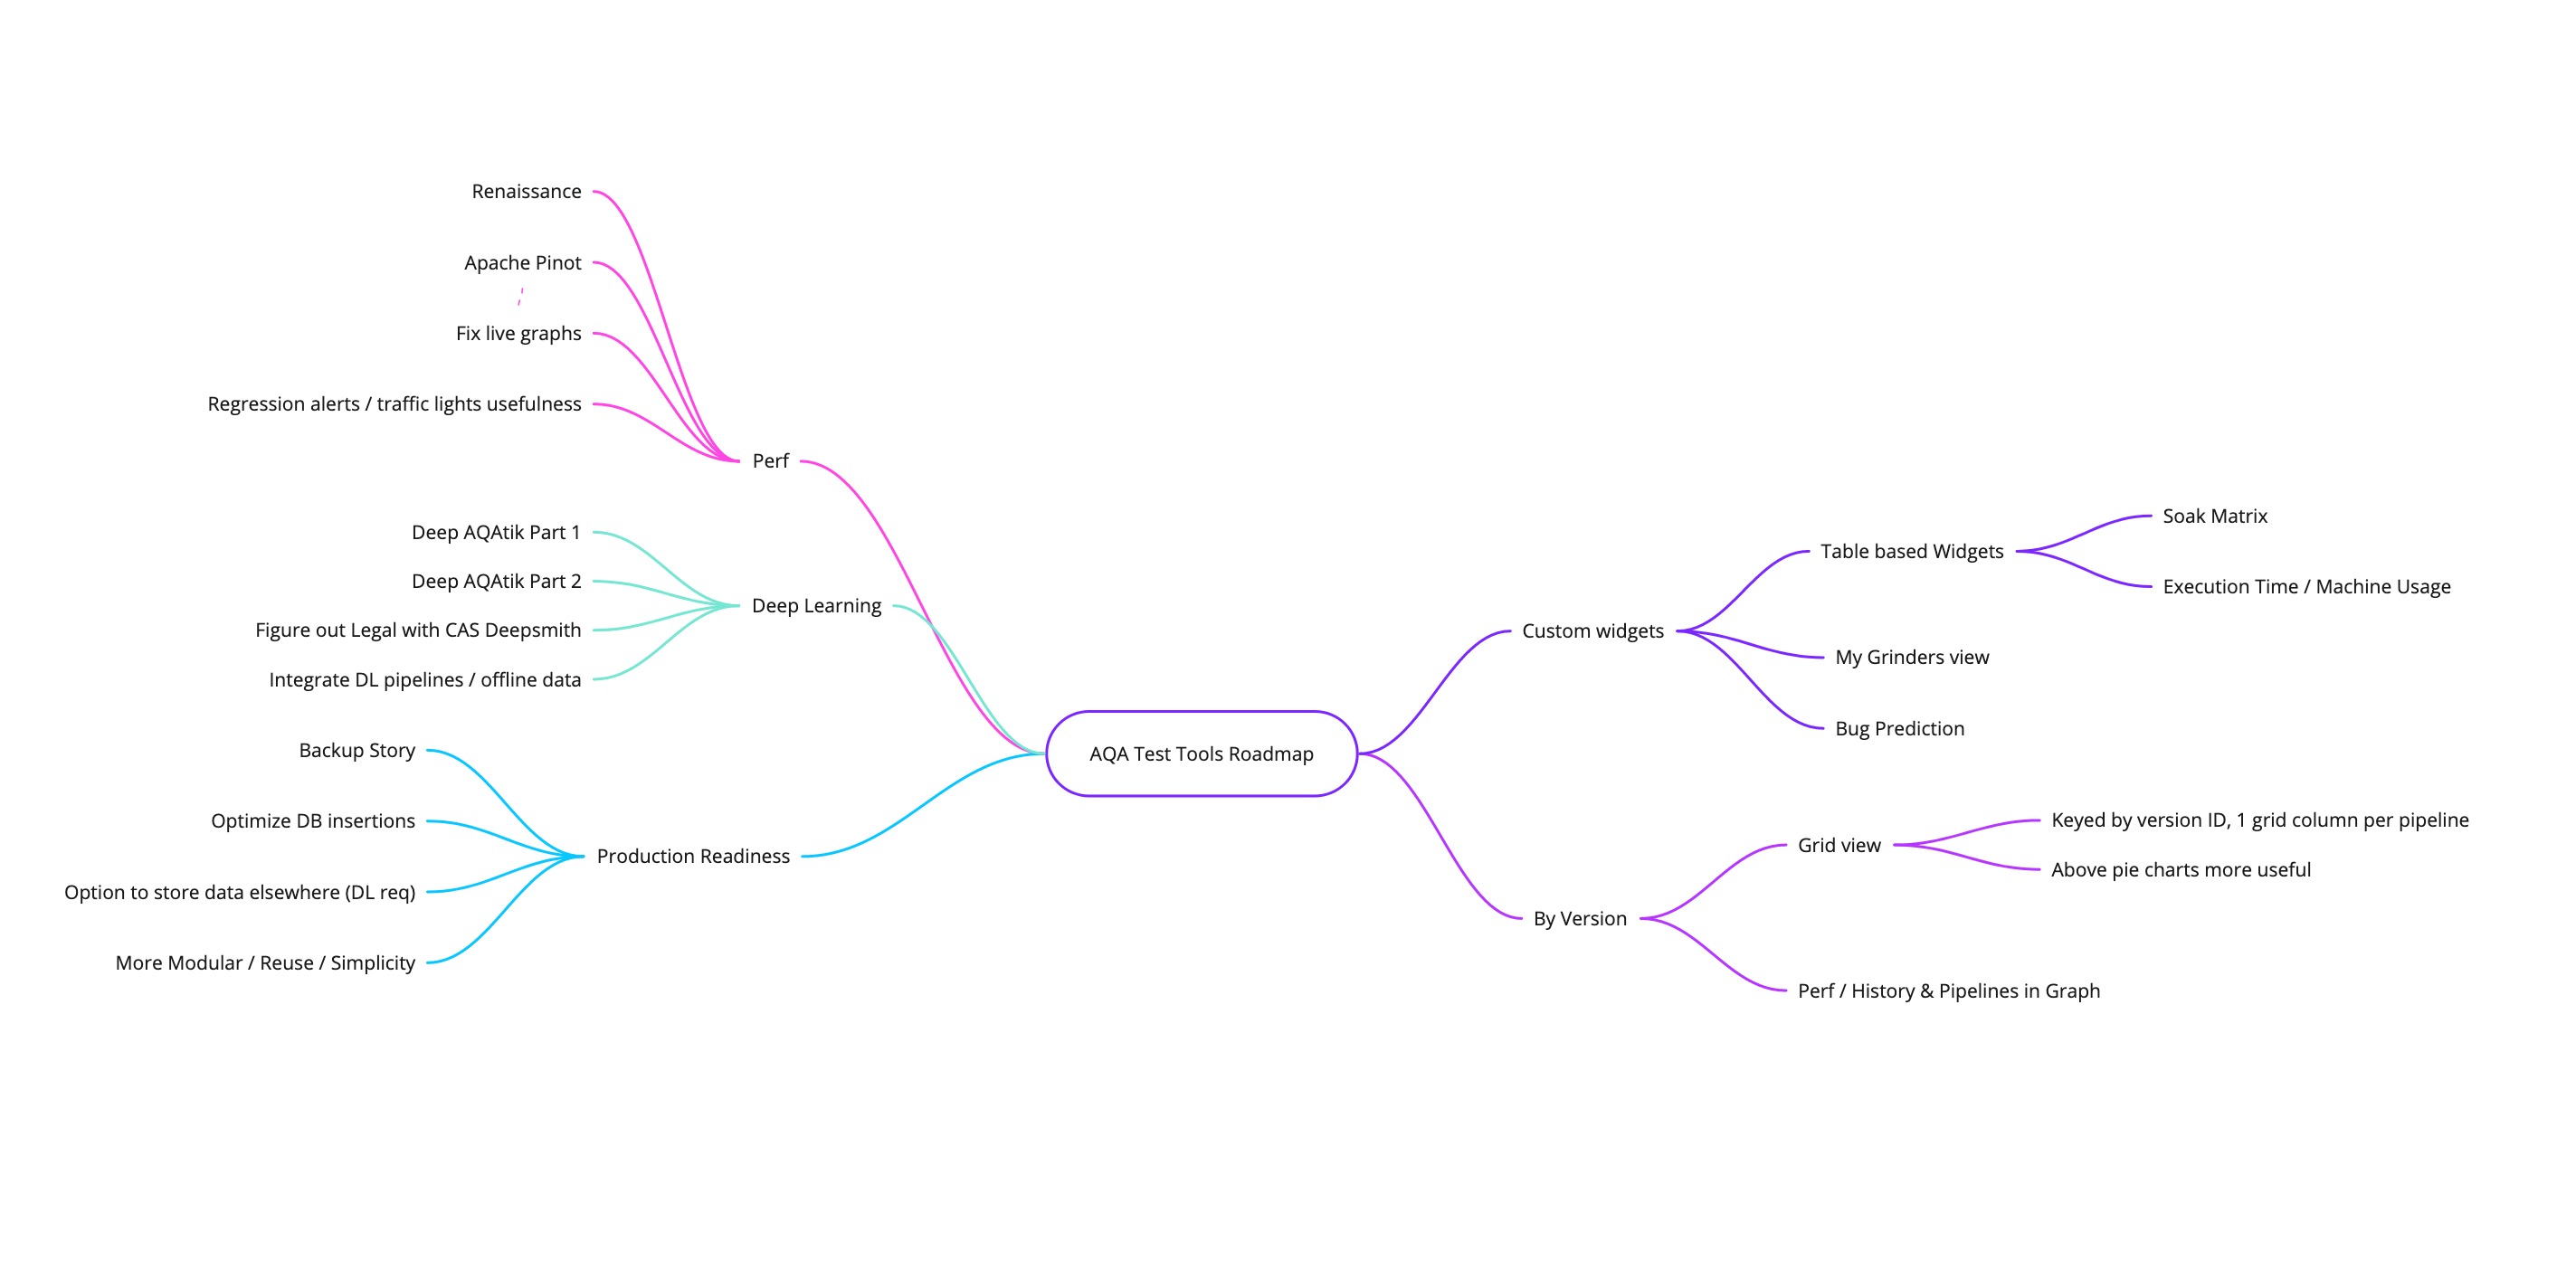 Renaissance
Apache Pinot
Fix live graphs
Regression alerts / traffic lights usefulness
Perf
Deep AQAtik Part 1
Deep AQAtik Part 2
Deep Learning
Figure out Legal with CAS Deepsmith
Integrate DL pipelines / offline data
Backup Story
Optimize DB insertions
Production Readiness
Option to store data elsewhere (DL req)
More Modular / Reuse / Simplicity
AQA Test Tools Roadmap
Soak Matrix
Table based Widgets
Execution Time / Machine Usage
Custom widgets
My Grinders view
Bug Prediction
Keyed by version ID, 1 grid column per pipeline
Grid view
Above pie charts more useful
By Version
Perf / History & Pipelines in Graph